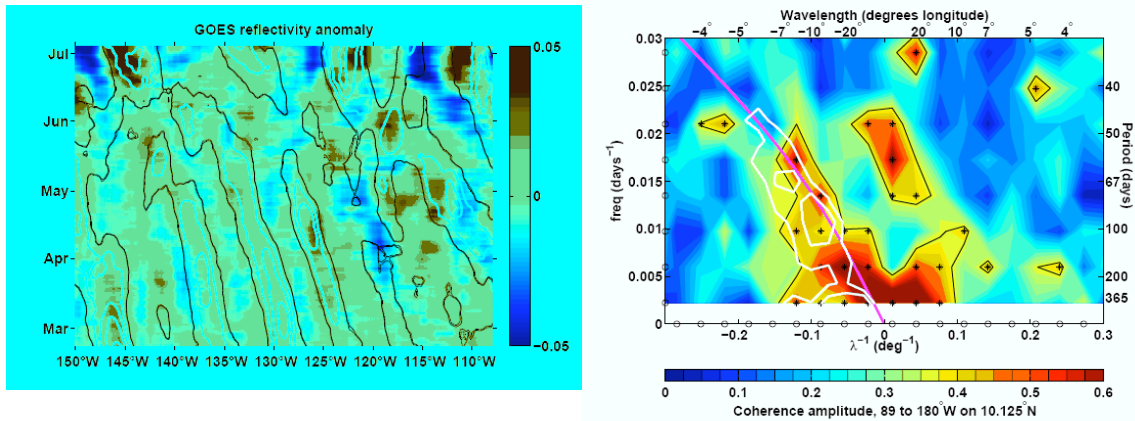 GOES reflectivity anomaly
Jul
Jun
May
Apr
Mar
150°W 145°W 140°W 135°W 130°W 125°W 120°W 115°W 110°W
0.05
0
−0.05
Wavelength (degrees longitude)
−4° −5° −7° −10° −20° 20° 10° 7° 5° 4°
freq (days⁻¹)
0.03
0.025
0.02
0.015
0.01
0.005
0
Period (days)
40
50
67
100
200
365
−0.2 −0.1 0 0.1 0.2 0.3
λ⁻¹ (deg⁻¹)
0 0.1 0.2 0.3 0.4 0.5 0.6
Coherence amplitude, 89 to 180°W on 10.125°N